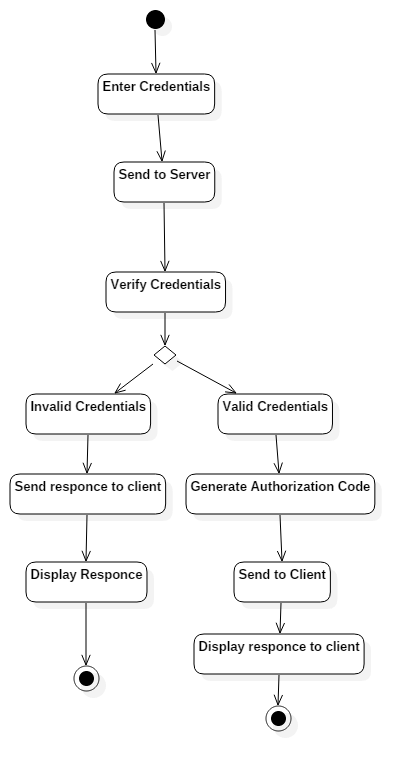 Enter Credentials
Send to Server
Verify Credentials
Invalid Credentials
Valid Credentials
Send responce to client
Generate Authorization Code
Display Responce
Send to Client
Display responce to client